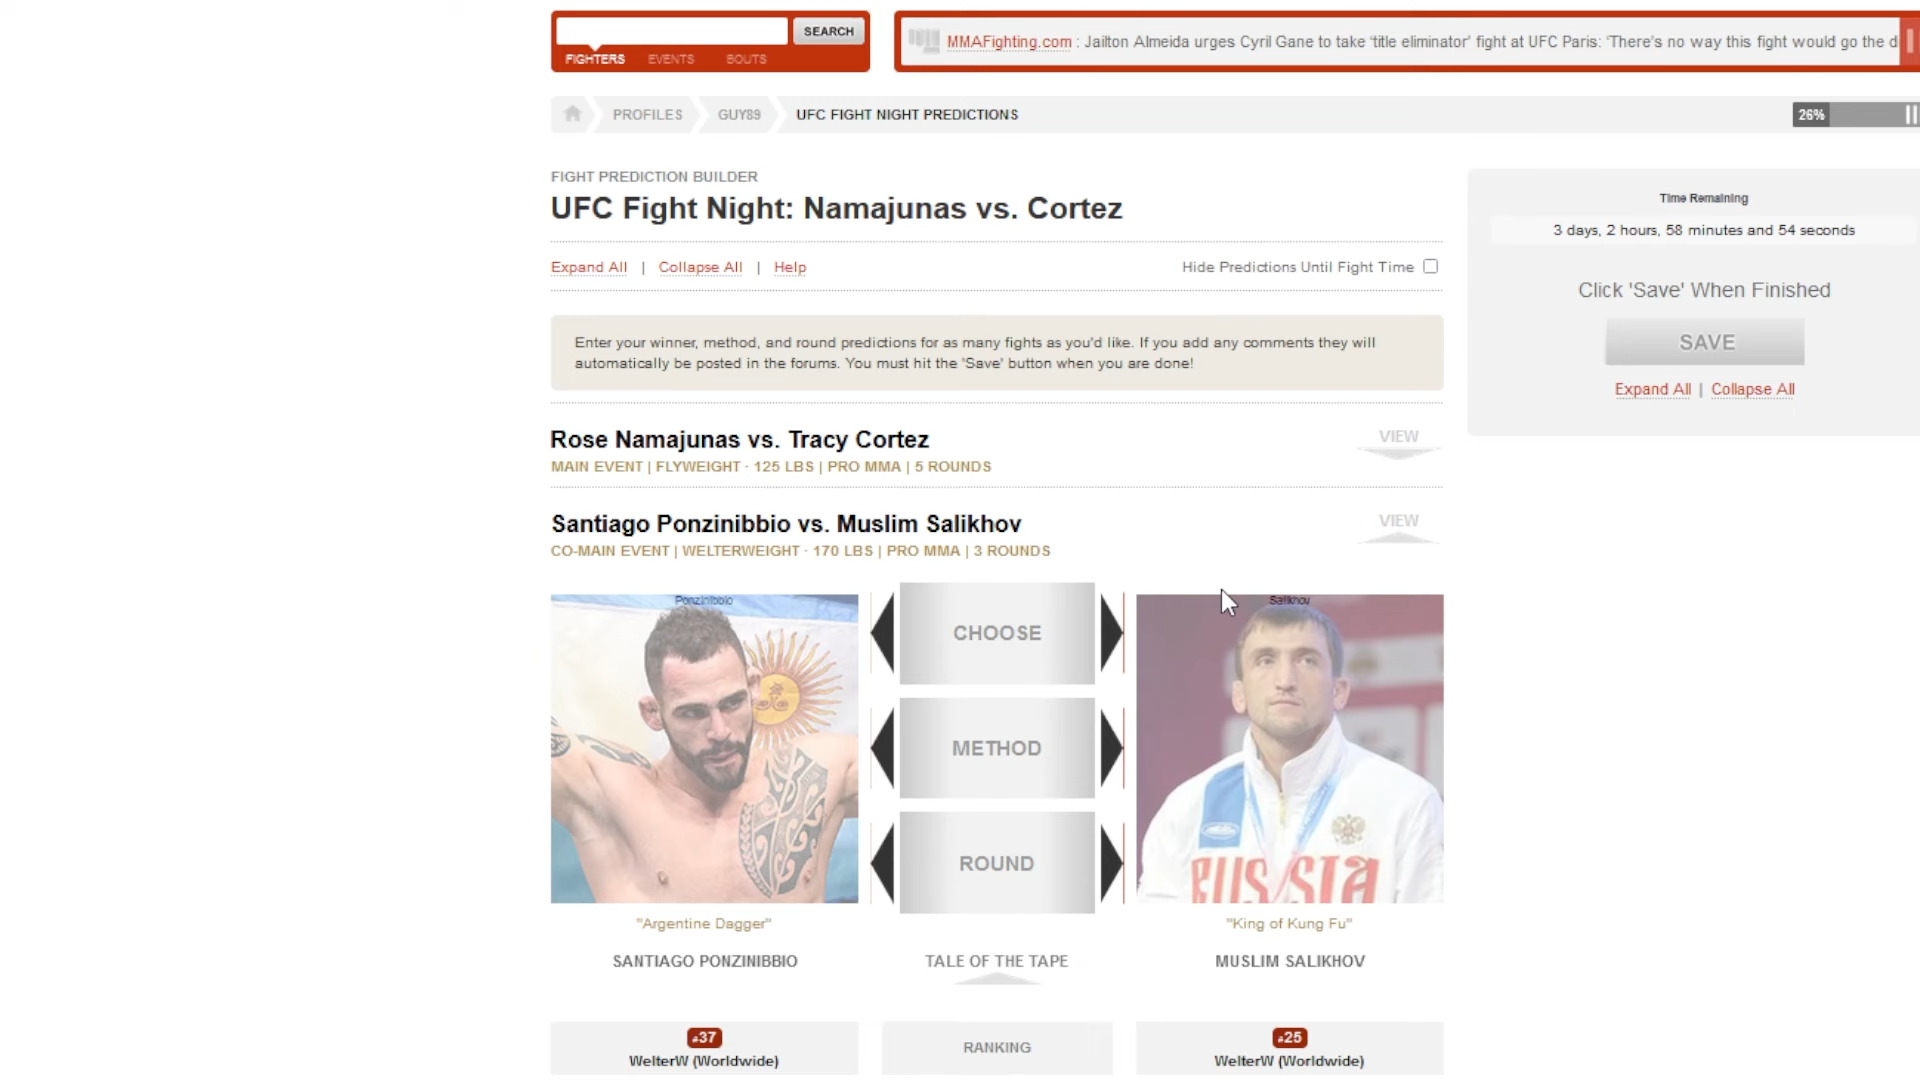 SEARCH
FIGHTERS EVENTS BOUTS
MMAFighting.com : Jailton Almeida urges Cyril Gane to take 'title eliminator' fight at UFC Paris: 'There's no way this fight would go the d
PROFILES GUY89 UFC FIGHT NIGHT PREDICTIONS
26%
FIGHT PREDICTION BUILDER
UFC Fight Night: Namajunas vs. Cortez
Time Remaining
3 days, 2 hours, 58 minutes and 54 seconds
Expand All | Collapse All | Help
Hide Predictions Until Fight Time
Click 'Save' When Finished
SAVE
Expand All | Collapse All
Enter your winner, method, and round predictions for as many fights as you'd like. If you add any comments they will
automatically be posted in the forums. You must hit the 'Save' button when you are done!
Rose Namajunas vs. Tracy Cortez
VIEW
MAIN EVENT | FLYWEIGHT · 125 LBS | PRO MMA | 5 ROUNDS
Santiago Ponzinibbio vs. Muslim Salikhov
VIEW
CO-MAIN EVENT | WELTERWEIGHT · 170 LBS | PRO MMA | 3 ROUNDS
Ponzinibbio
Salikhov
CHOOSE
METHOD
ROUND
RUSSIA
"Argentine Dagger"
"King of Kung Fu"
SANTIAGO PONZINIBBIO
TALE OF THE TAPE
MUSLIM SALIKHOV
#37
WelterW (Worldwide)
RANKING
#25
WelterW (Worldwide)